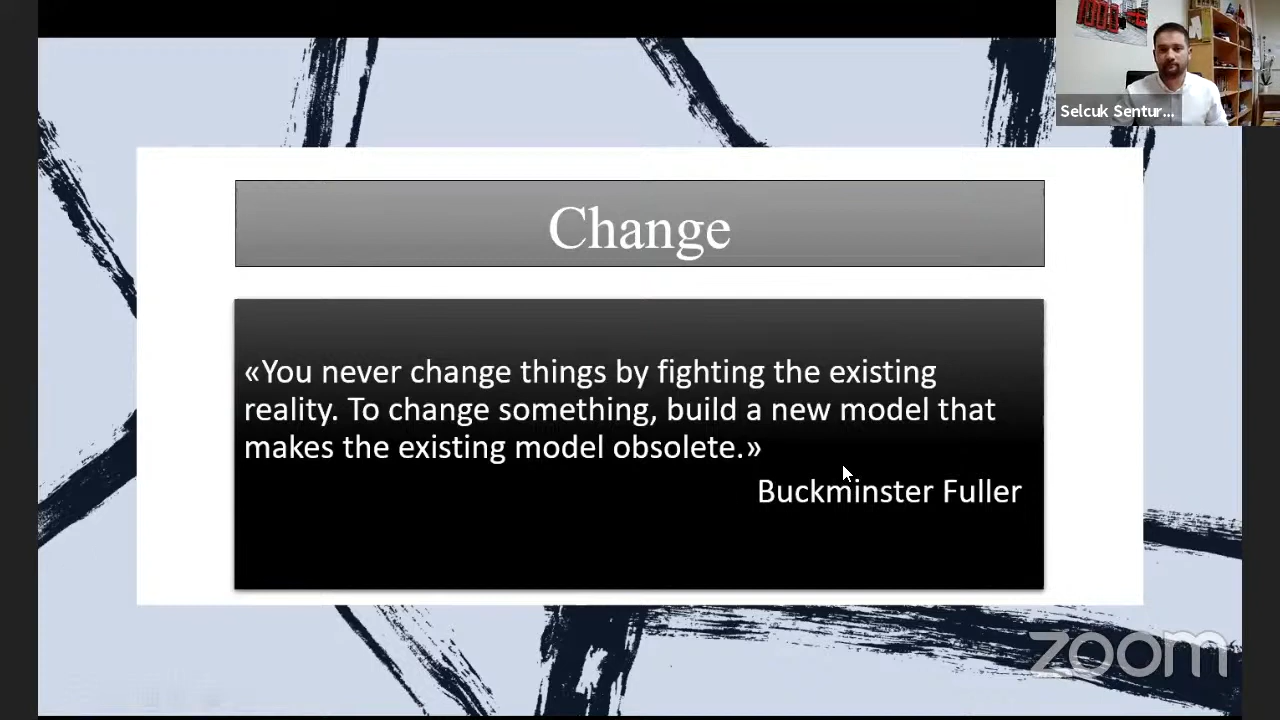 Selcuk Sentur...
Change
«You never change things by fighting the existing
reality. To change something, build a new model that
makes the existing model obsolete.»
Buckminster Fuller
zoom